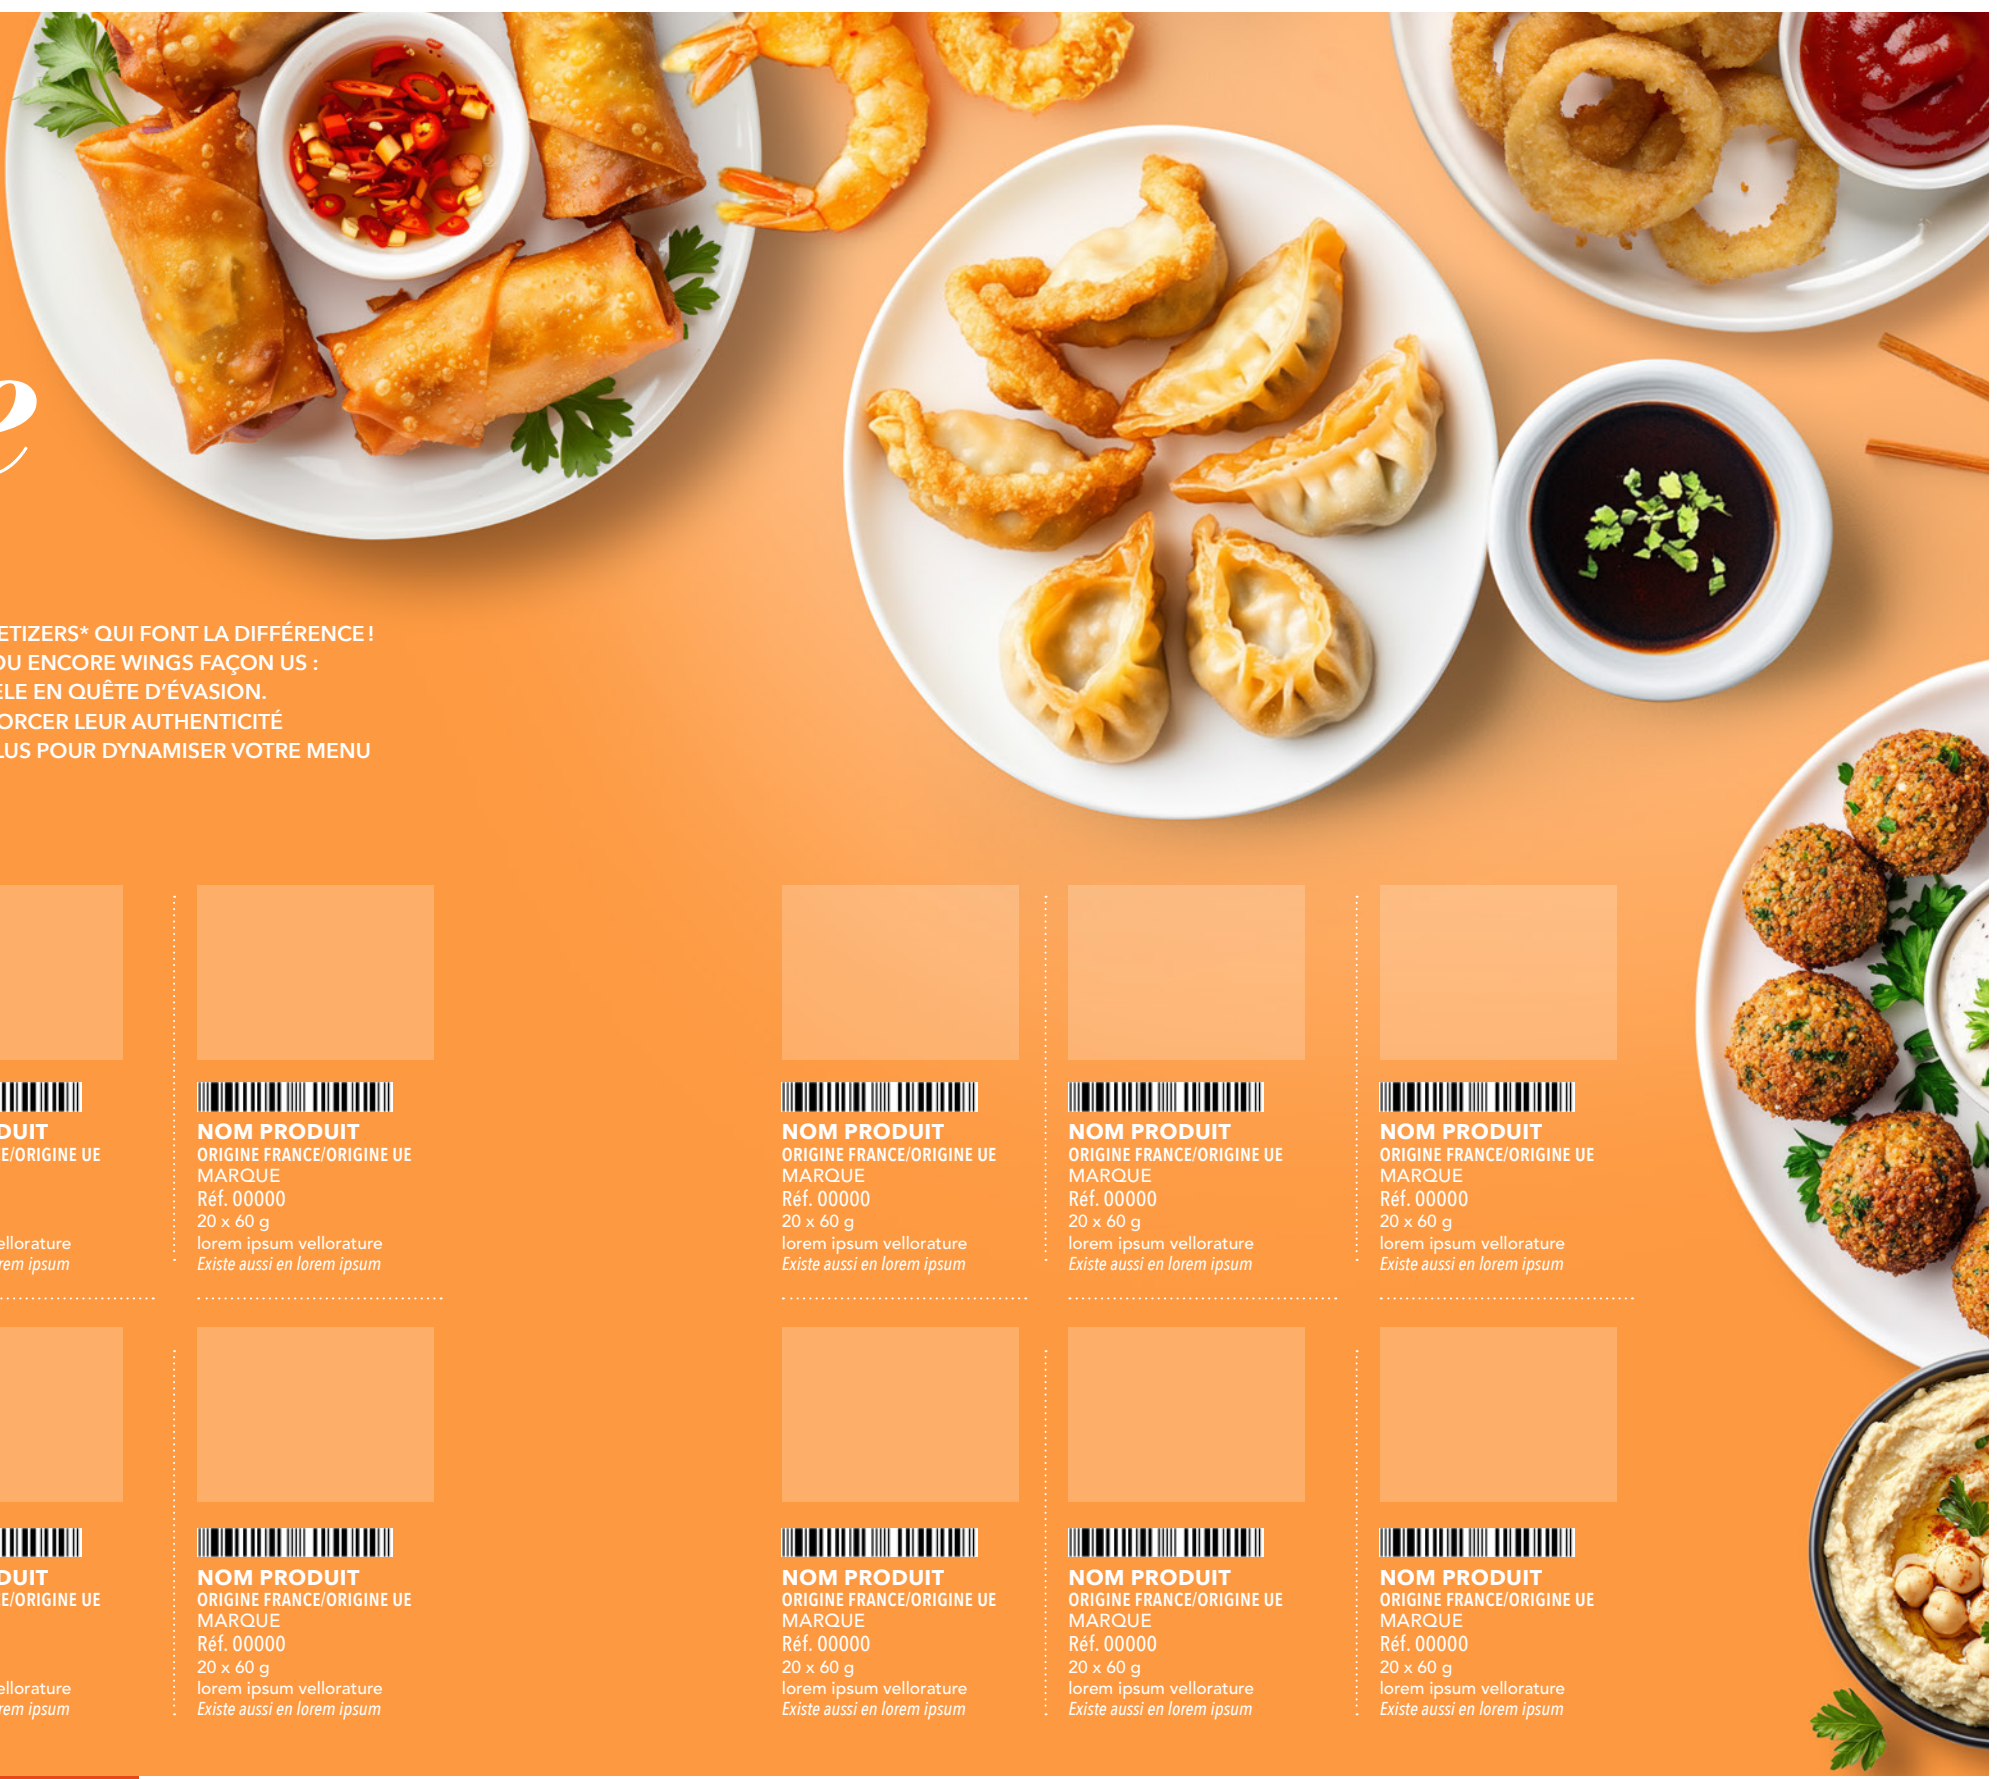 e
ETIZERS* QUI FONT LA DIFFÉRENCE !
OU ENCORE WINGS FAÇON US :
ÈLE EN QUÊTE D'ÉVASION.
ORCER LEUR AUTHENTICITÉ
LUS POUR DYNAMISER VOTRE MENU
DUIT
E/ORIGINE UE
ellorature
rem ipsum
NOM PRODUIT
ORIGINE FRANCE/ORIGINE UE
MARQUE
Réf. 00000
20 x 60 g
lorem ipsum vellorature
Existe aussi en lorem ipsum
NOM PRODUIT
ORIGINE FRANCE/ORIGINE UE
MARQUE
Réf. 00000
20 x 60 g
lorem ipsum vellorature
Existe aussi en lorem ipsum
NOM PRODUIT
ORIGINE FRANCE/ORIGINE UE
MARQUE
Réf. 00000
20 x 60 g
lorem ipsum vellorature
Existe aussi en lorem ipsum
NOM PRODUIT
ORIGINE FRANCE/ORIGINE UE
MARQUE
Réf. 00000
20 x 60 g
lorem ipsum vellorature
Existe aussi en lorem ipsum
DUIT
E/ORIGINE UE
ellorature
rem ipsum
NOM PRODUIT
ORIGINE FRANCE/ORIGINE UE
MARQUE
Réf. 00000
20 x 60 g
lorem ipsum vellorature
Existe aussi en lorem ipsum
NOM PRODUIT
ORIGINE FRANCE/ORIGINE UE
MARQUE
Réf. 00000
20 x 60 g
lorem ipsum vellorature
Existe aussi en lorem ipsum
NOM PRODUIT
ORIGINE FRANCE/ORIGINE UE
MARQUE
Réf. 00000
20 x 60 g
lorem ipsum vellorature
Existe aussi en lorem ipsum
NOM PRODUIT
ORIGINE FRANCE/ORIGINE UE
MARQUE
Réf. 00000
20 x 60 g
lorem ipsum vellorature
Existe aussi en lorem ipsum